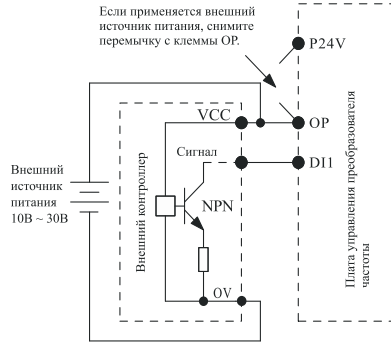 Если применяется внешний
источник питания, снимите
перемычку с клеммы OP.
P24V
VCC
OP
Сигнал
DI1
Внешний
источник
питания
10В ~ 30В
Внешний контроллер
NPN
Плата управления преобразователя
частоты
OV